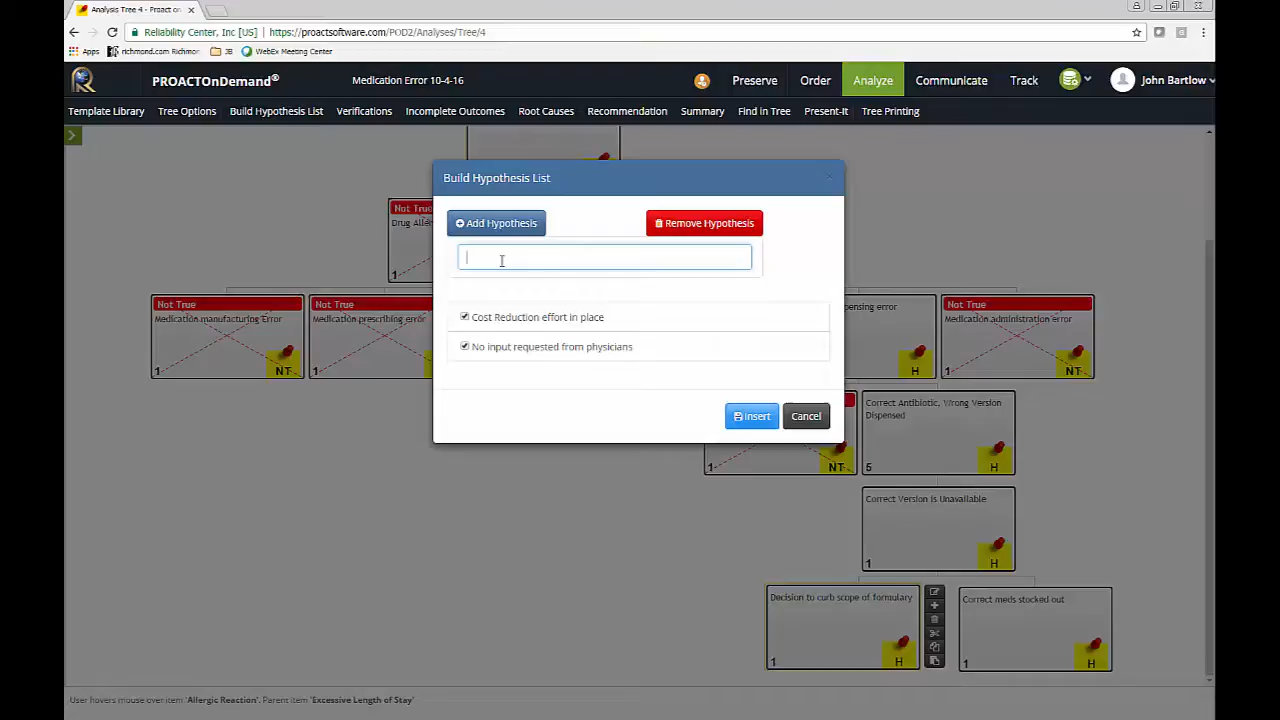 Analysis Tree 4 - Proact on
Reliability Center, Inc [US]
https://proactsoftware.com/POD2/Analyses/Tree/4
Apps
richmond.com Richmon
JB
WebEx Meeting Center
PROACTOnDemand®
Medication Error 10-4-16
Preserve
Order
Analyze
Communicate
Track
John Bartlow
Template Library
Tree Options
Build Hypothesis List
Verifications
Incomplete Outcomes
Root Causes
Recommendation
Summary
Find in Tree
Present-It
Tree Printing
Build Hypothesis List
Add Hypothesis
Remove Hypothesis
Cost Reduction effort in place
No input requested from physicians
Insert
Cancel
Not True
1
Not True
Medication manufacturing Error
1
NT
Not True
Medication prescribing error
1
H
Not True
Medication administration error
1
NT
1
NT
Correct Antibiotic, Wrong Version
Dispensed
5
H
Correct Version is Unavailable
1
H
Decision to curb scope of formulary
1
H
Correct meds stocked out
1
H
User hovers mouse over item 'Allergic Reaction'. Parent item 'Excessive Length of Stay'